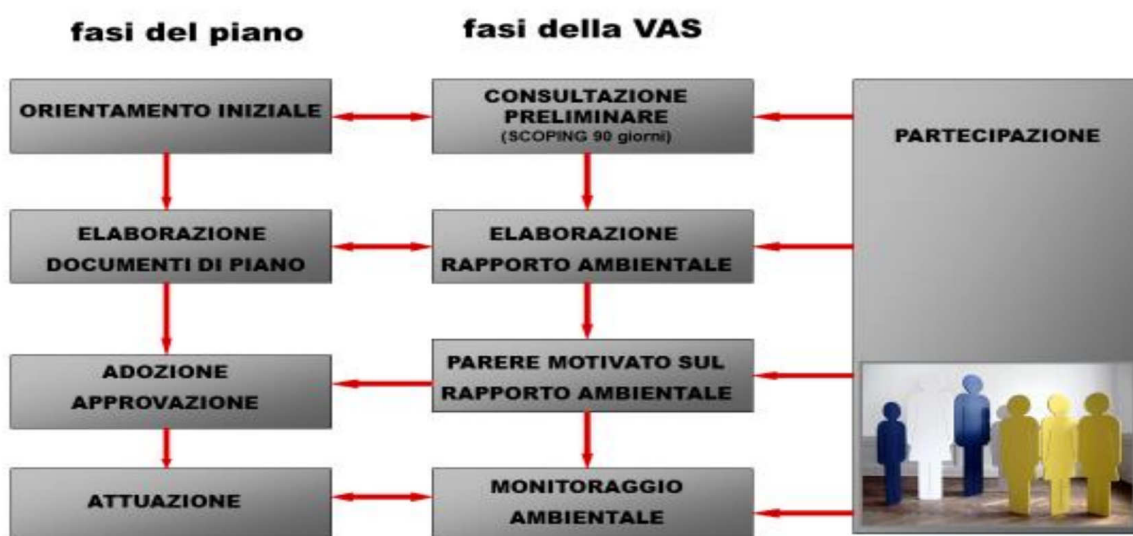 fasi del piano
fasi della VAS
ORIENTAMENTO INIZIALE
CONSULTAZIONE
PRELIMINARE
(SCOPING 90 giorni)
PARTECIPAZIONE
ELABORAZIONE
DOCUMENTI DI PIANO
ELABORAZIONE
RAPPORTO AMBIENTALE
ADOZIONE
APPROVAZIONE
PARERE MOTIVATO SUL
RAPPORTO AMBIENTALE
ATTUAZIONE
MONITORAGGIO
AMBIENTALE